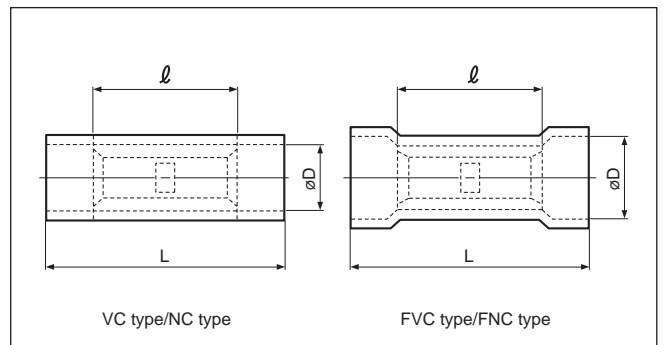 ℓ ℓ
øD øD
L L
VC type/NC type FVC type/FNC type